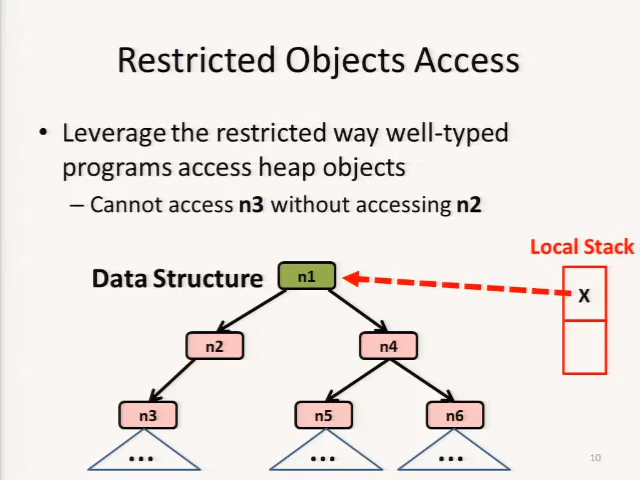 Restricted Objects Access
• Leverage the restricted way well-typed
programs access heap objects
– Cannot access n3 without accessing n2
Local Stack
Data Structure
n1
X
n2
n4
n3
n5
n6
...
...
...
10